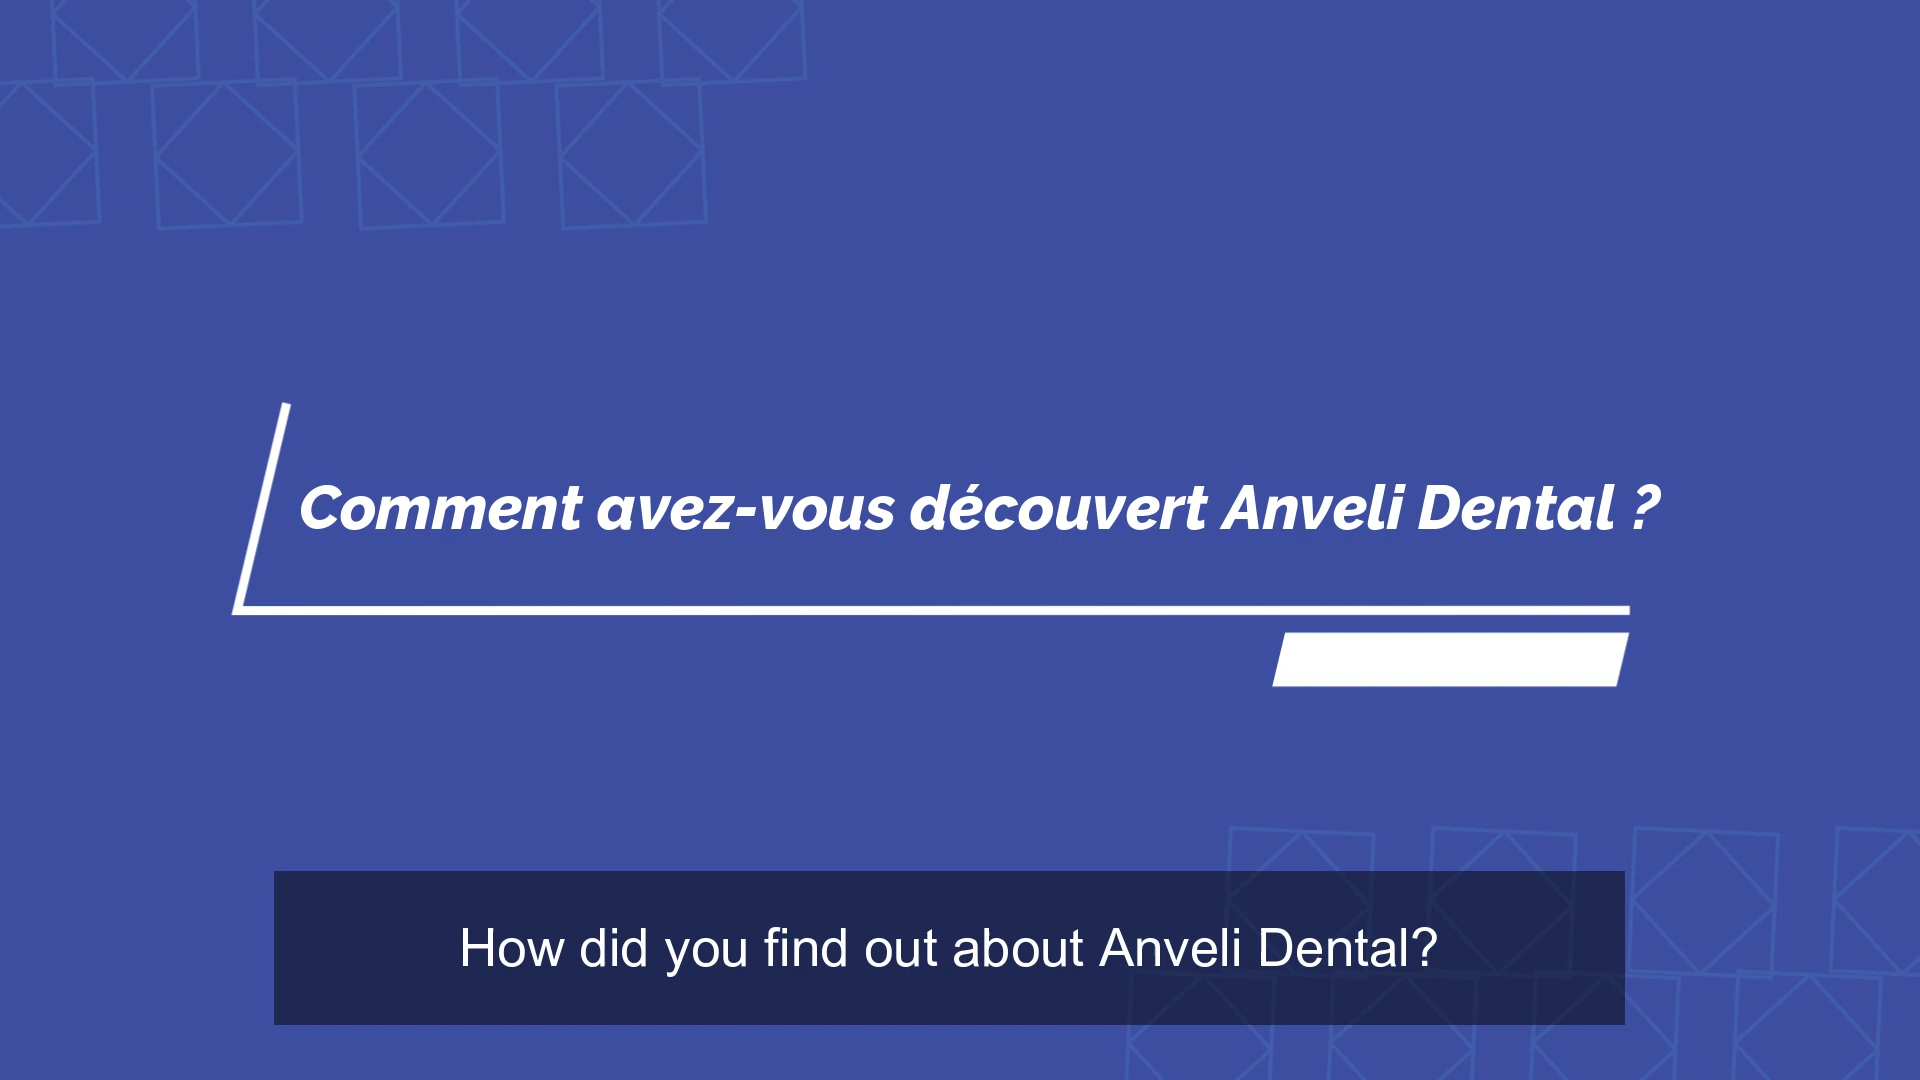 Comment avez-vous découvert Anveli Dental ?
How did you find out about Anveli Dental?